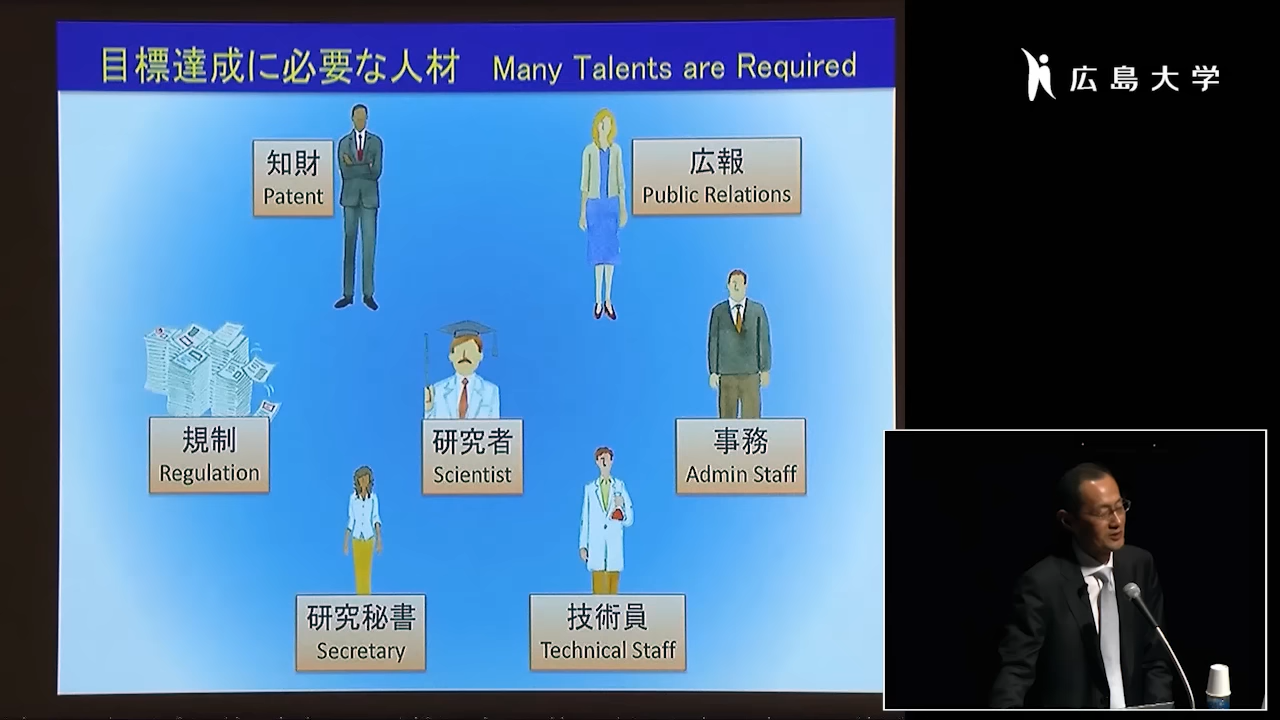 目標達成に必要な人材 Many Talents are Required
広島大学
知財
Patent
広報
Public Relations
規制
Regulation
研究者
Scientist
事務
Admin Staff
研究秘書
Secretary
技術員
Technical Staff